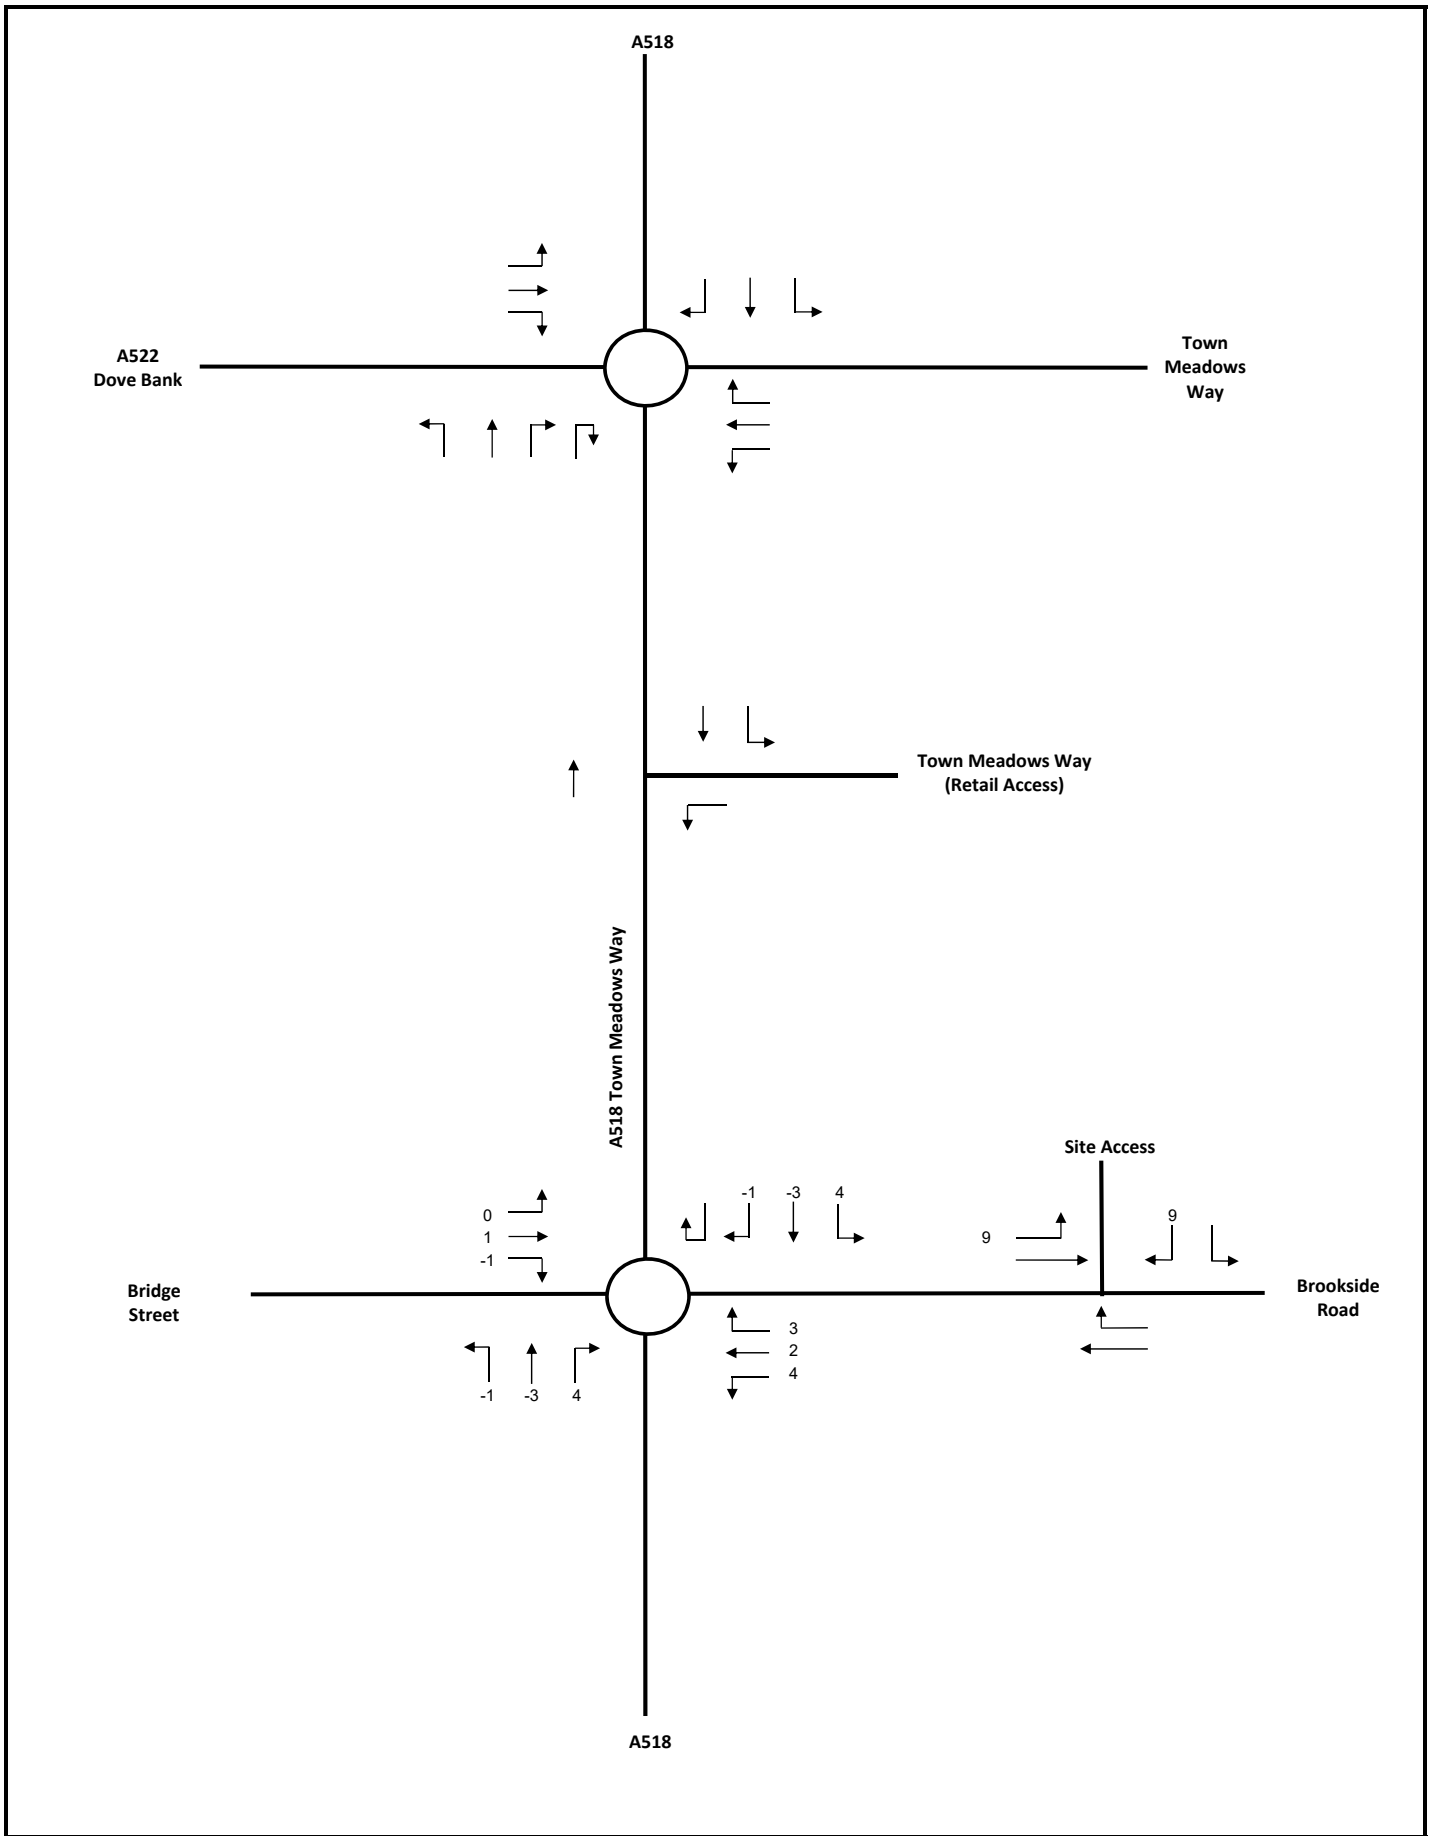 A518
A522
Dove Bank
Town
Meadows
Way
Town Meadows Way
(Retail Access)
A518 Town Meadows Way
Site Access
-1 -3 4
0
1
-1
9
9
Bridge
Street
Brookside
Road
3
2
4
-1 -3 4
A518